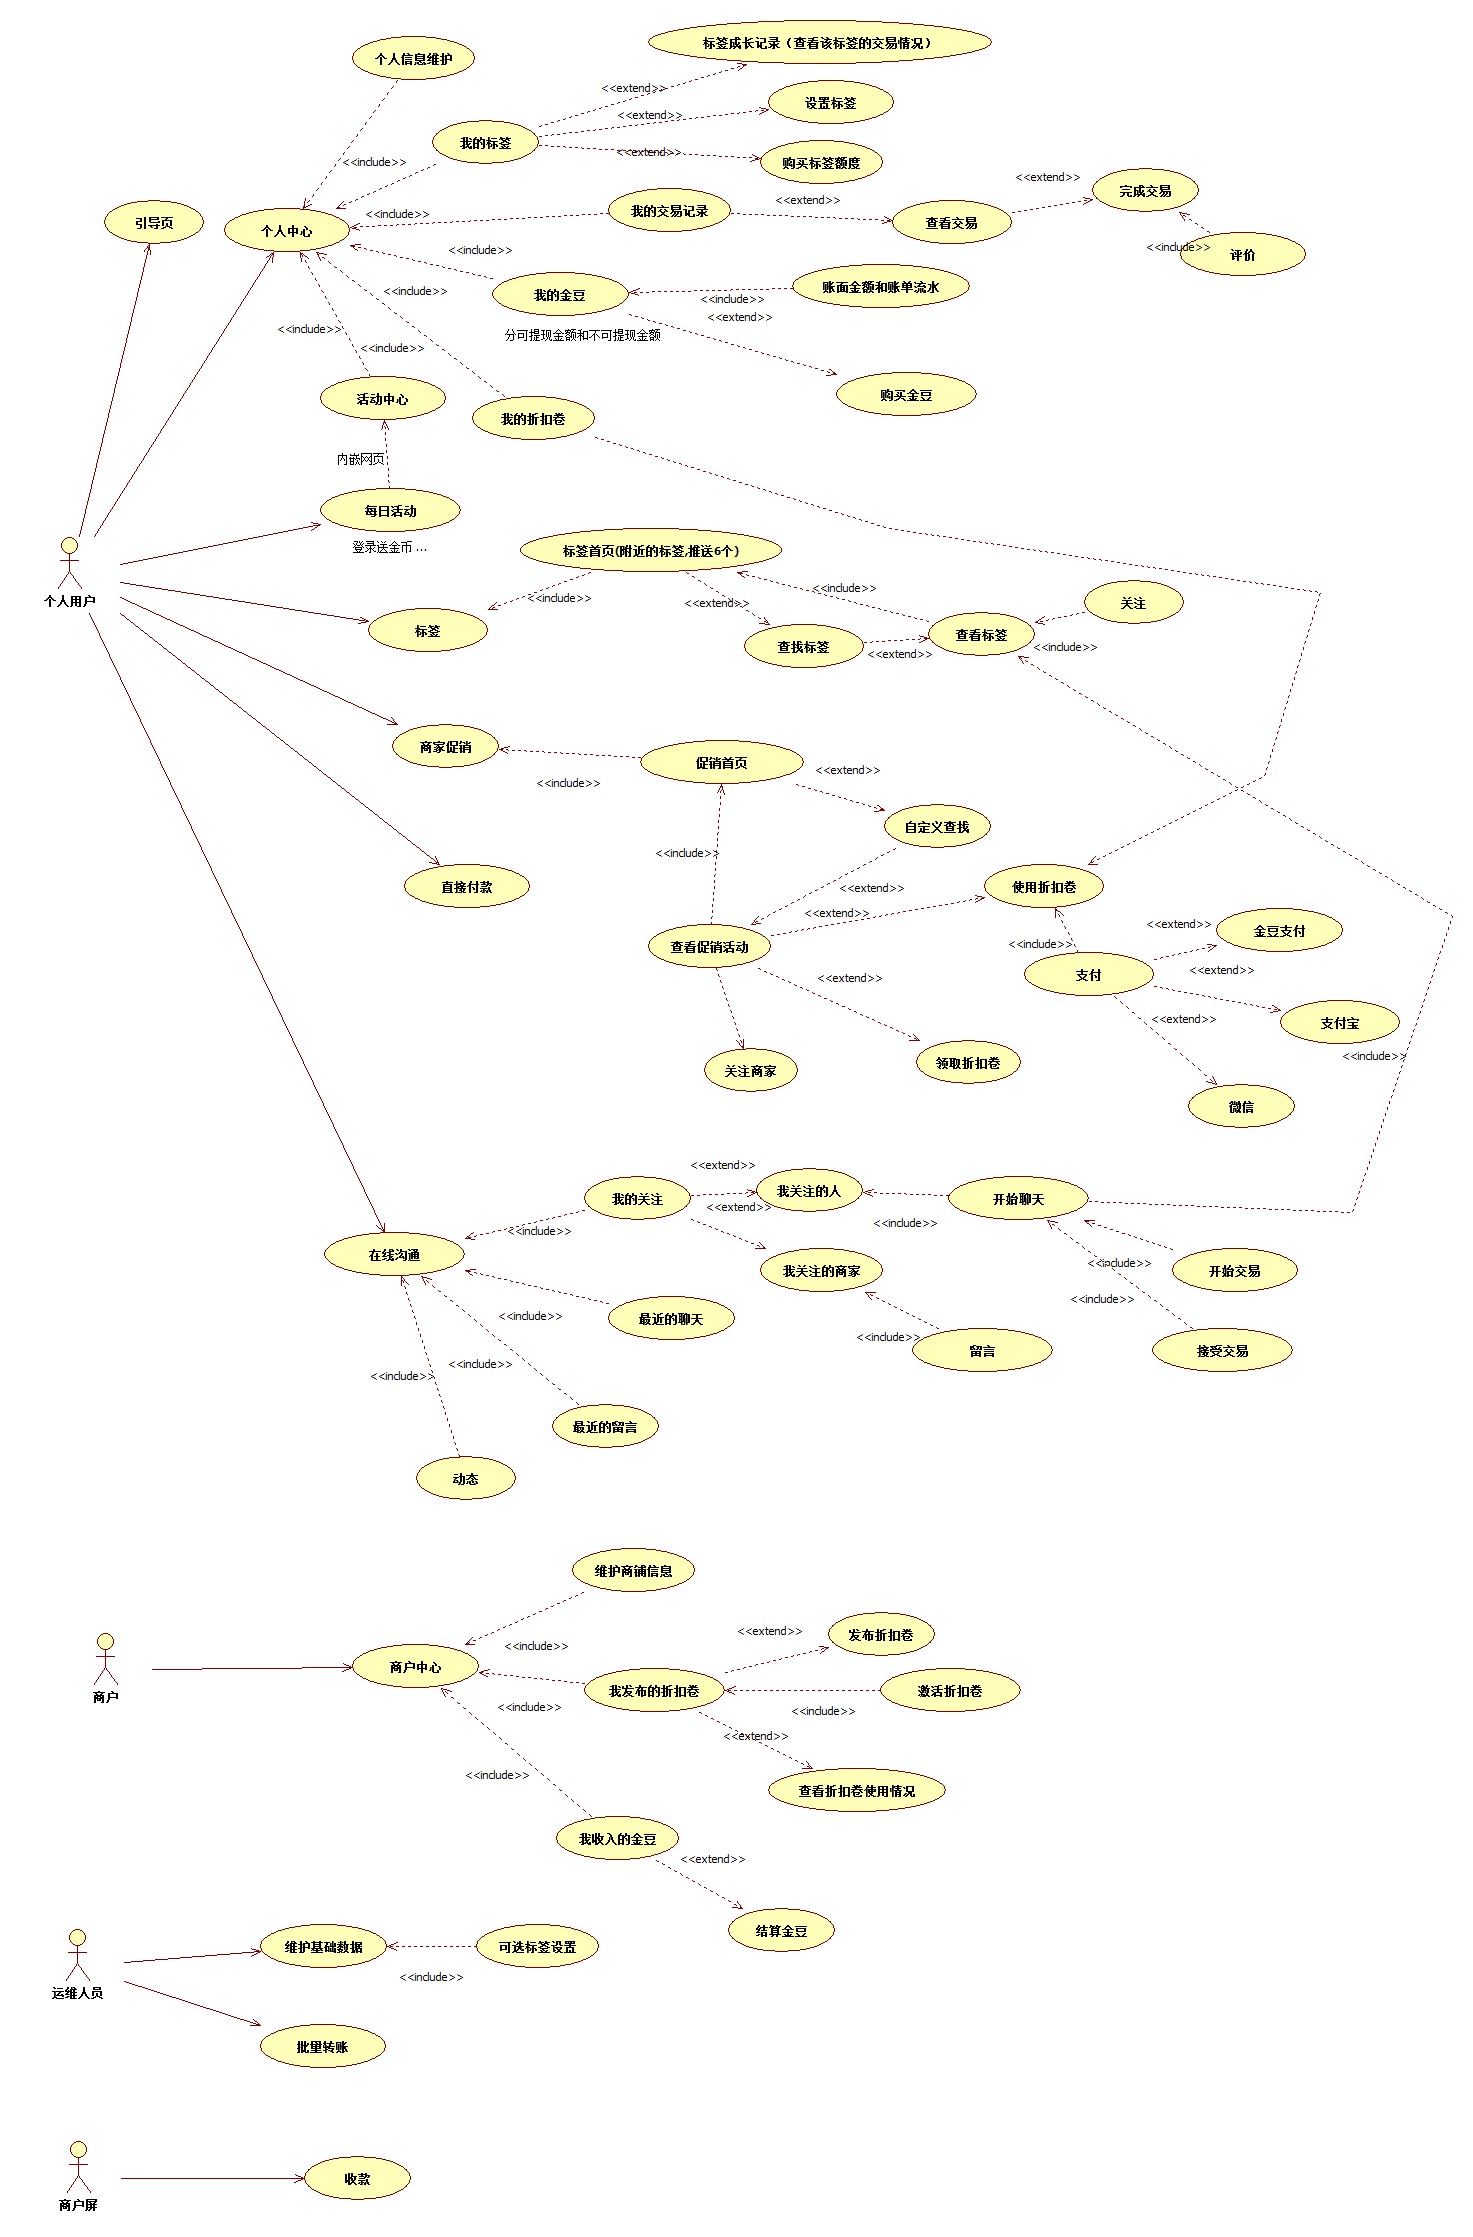 标签成长记录（查看该标签的交易情况）
个人信息维护
<<extend>>
设置标签
<<extend>>
我的标签
<<extend>>
购买标签额度
<<include>>
<<extend>>
完成交易
<<extend>>
我的交易记录
<<include>>
引导页
个人中心
查看交易
<<include>>
评价
<<include>>
账面金额和账单流水
<<include>>
我的金豆
<<include>>
<<extend>>
<<include>>
分可提现金额和不可提现金额
<<include>>
购买金豆
活动中心
我的折扣卷
内嵌网页
每日活动
登录送金币 ...
标签首页(附近的标签,推送6个）
<<include>>
<<include>>
<<extend>>
关注
个人用户
标签
查找标签
查看标签
<<include>>
<<extend>>
商家促销
促销首页
<<extend>>
<<include>>
自定义查找
<<include>>
直接付款
<<extend>>
使用折扣卷
<<extend>>
<<extend>>
金豆支付
查看促销活动
<<include>>
<<extend>>
支付
<<extend>>
<<extend>>
支付宝
<<include>>
关注商家
领取折扣卷
微信
<<extend>>
我的关注
我关注的人
开始聊天
<<extend>>
<<include>>
<<include>>
在线沟通
我关注的商家
<<include>>
开始交易
<<include>>
<<include>>
最近的聊天
<<include>>
留言
接受交易
<<include>>
<<include>>
最近的留言
动态
维护商铺信息
<<extend>>
发布折扣卷
<<include>>
商户中心
我发布的折扣卷
激活折扣卷
商户
<<include>>
<<include>>
<<extend>>
<<include>>
查看折扣卷使用情况
我收入的金豆
<<extend>>
结算金豆
维护基础数据
可选标签设置
<<include>>
运维人员
批量转账
收款
商户屏